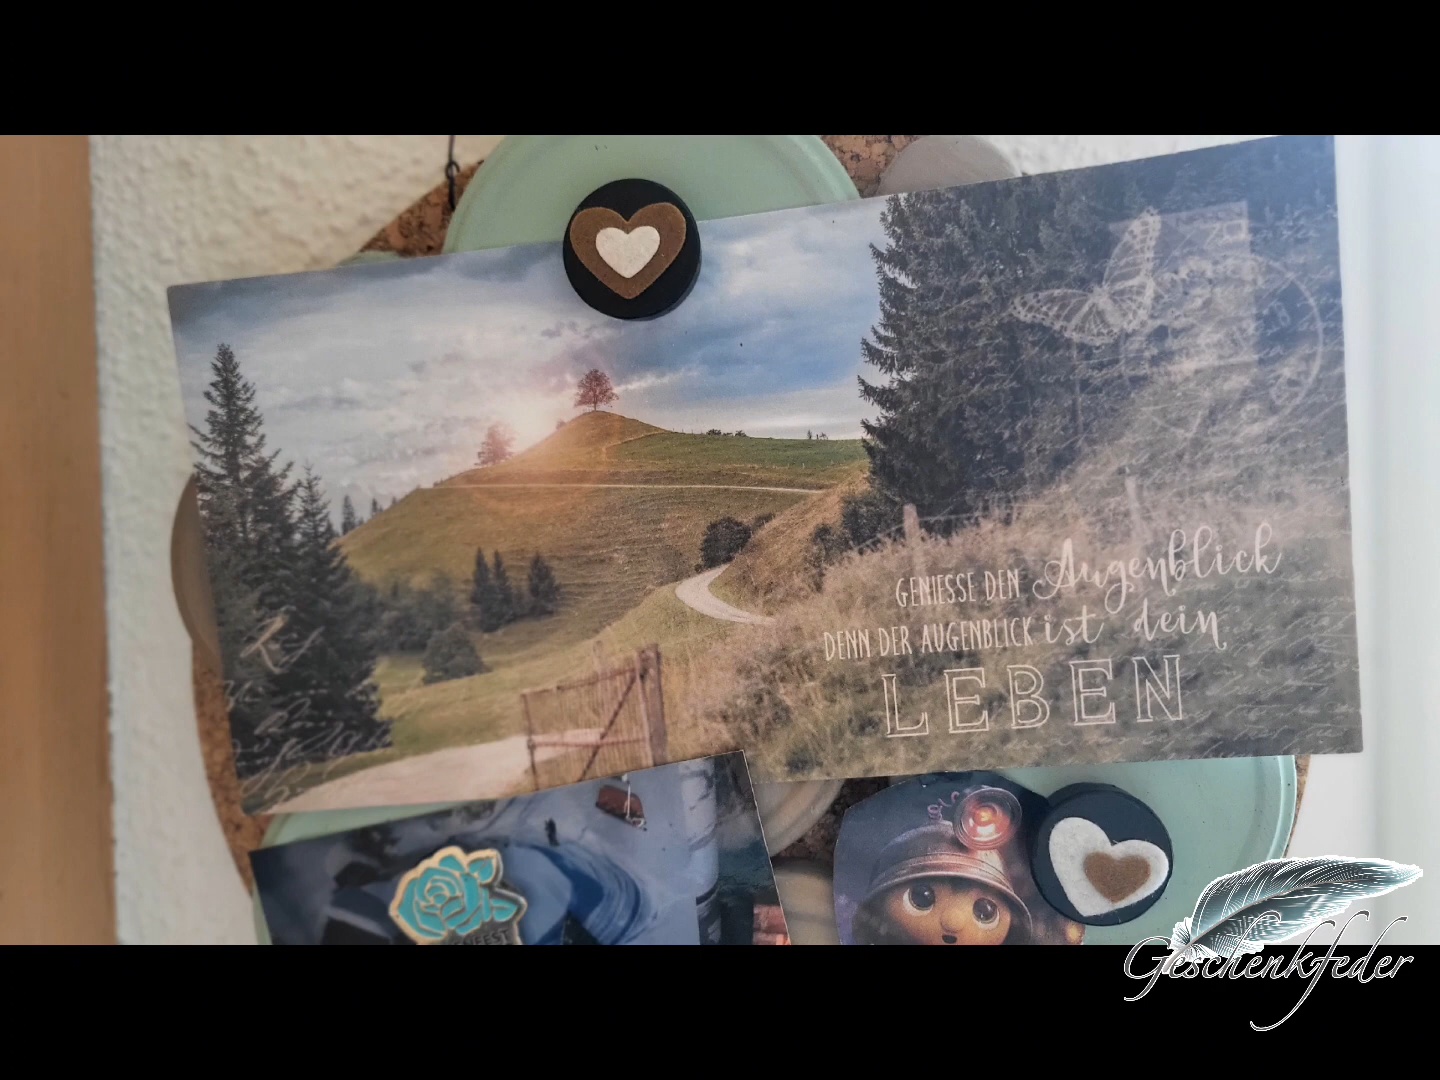 GENIESSE DEN Augenblick
DENN DER AUGENBLICK ist dein
LEBEN
Geschenkfeder